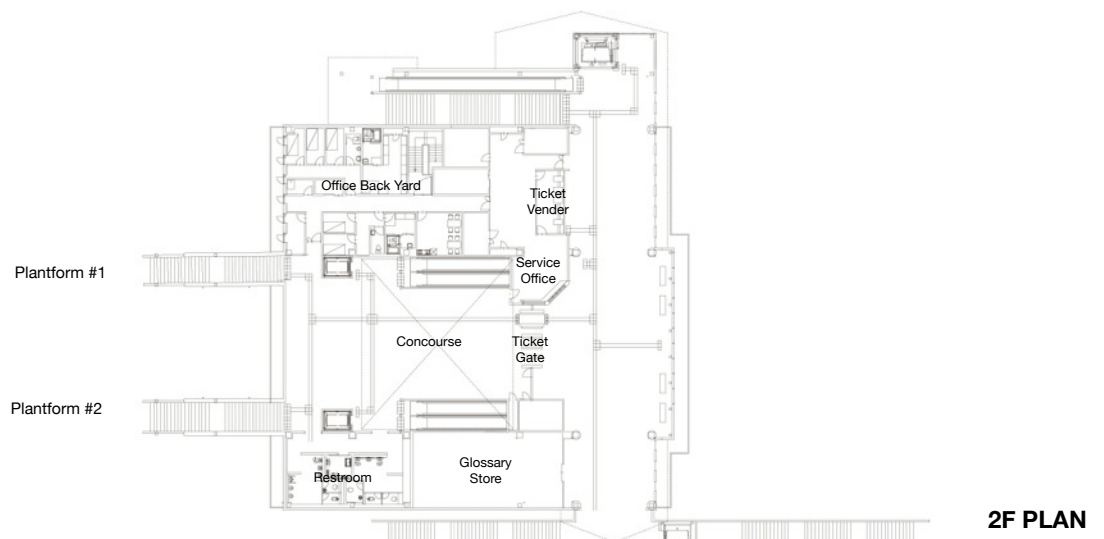 Office Back Yard
Ticket
Vender
Plantform #1
Service
Office
Concourse
Ticket
Gate
Plantform #2
Glossary
Store
Restroom
2F PLAN